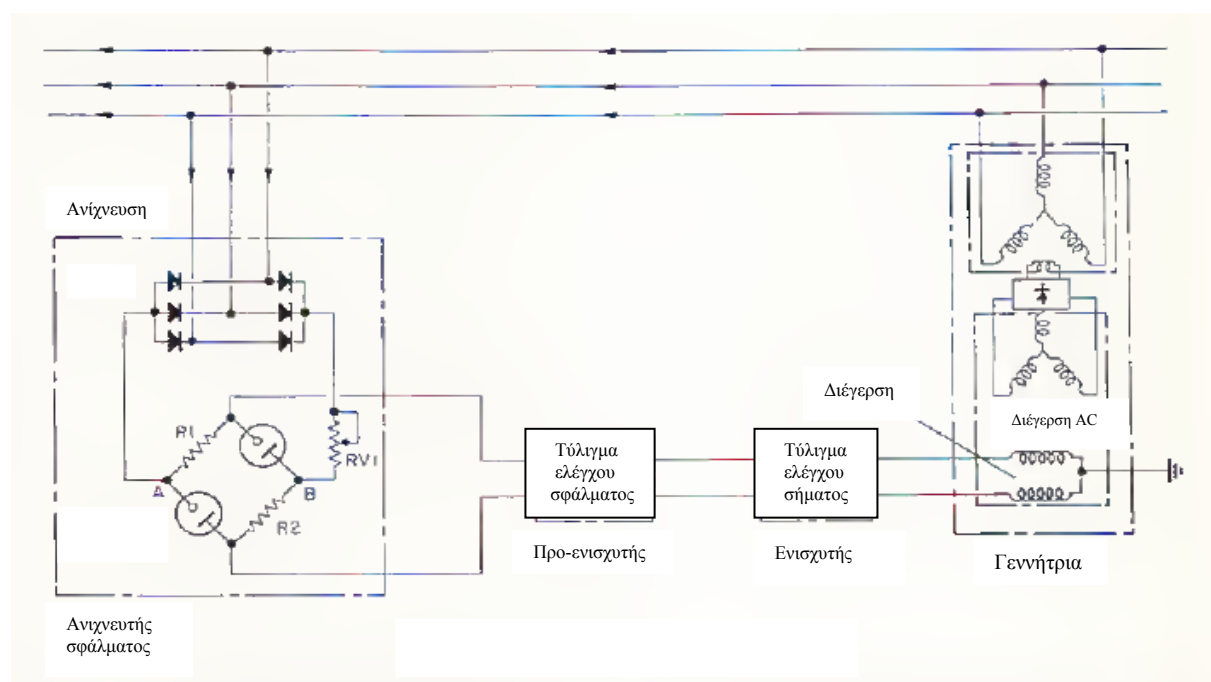 Ανίχνευση
Διέγερση
Διέγερση AC
R1
RV1
A
B
R2
Τύλιγμα
ελέγχου
σφάλματος
Τύλιγμα
ελέγχου
σήματος
Προ-ενισχυτής
Ενισχυτής
Γεννήτρια
Ανιχνευτής
σφάλματος